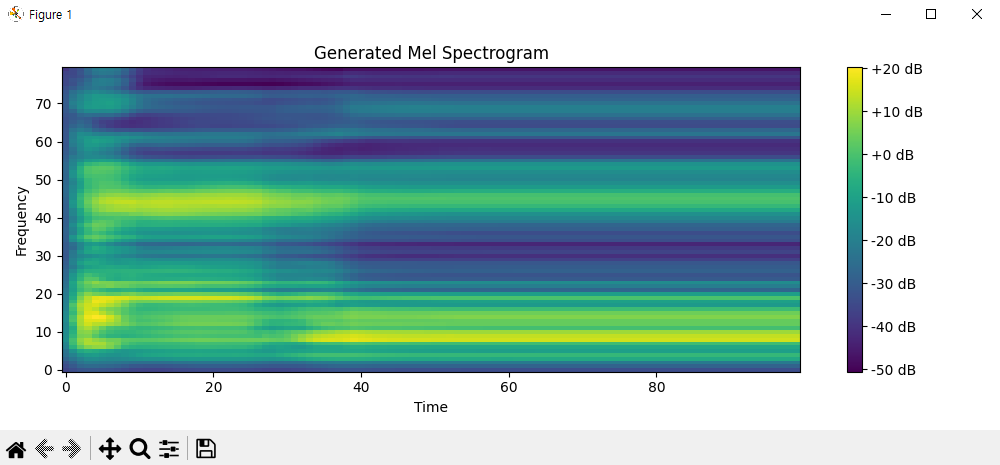 Figure 1
Generated Mel Spectrogram
Frequency
70
60
50
40
30
20
10
0
0 20 40 60 80
Time
+20 dB
+10 dB
+0 dB
-10 dB
-20 dB
-30 dB
-40 dB
-50 dB